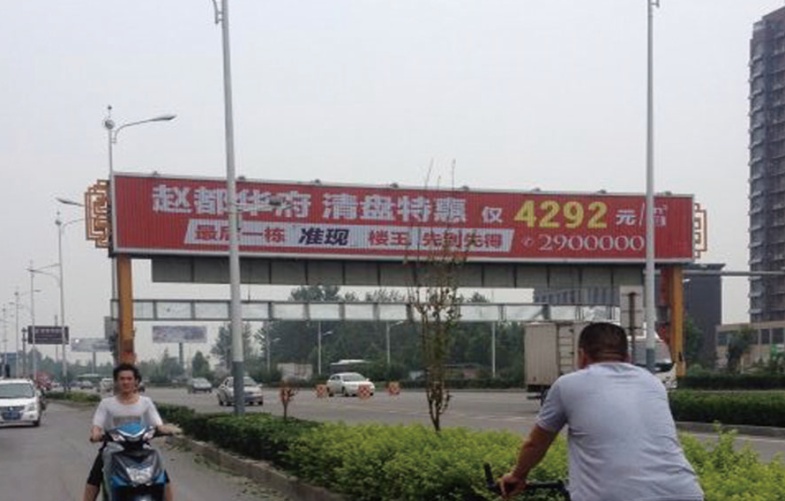 赵都华府 清盘特惠 仅 4292 元/m²
最后一栋 准现 楼王 先到先得 ✆2900000